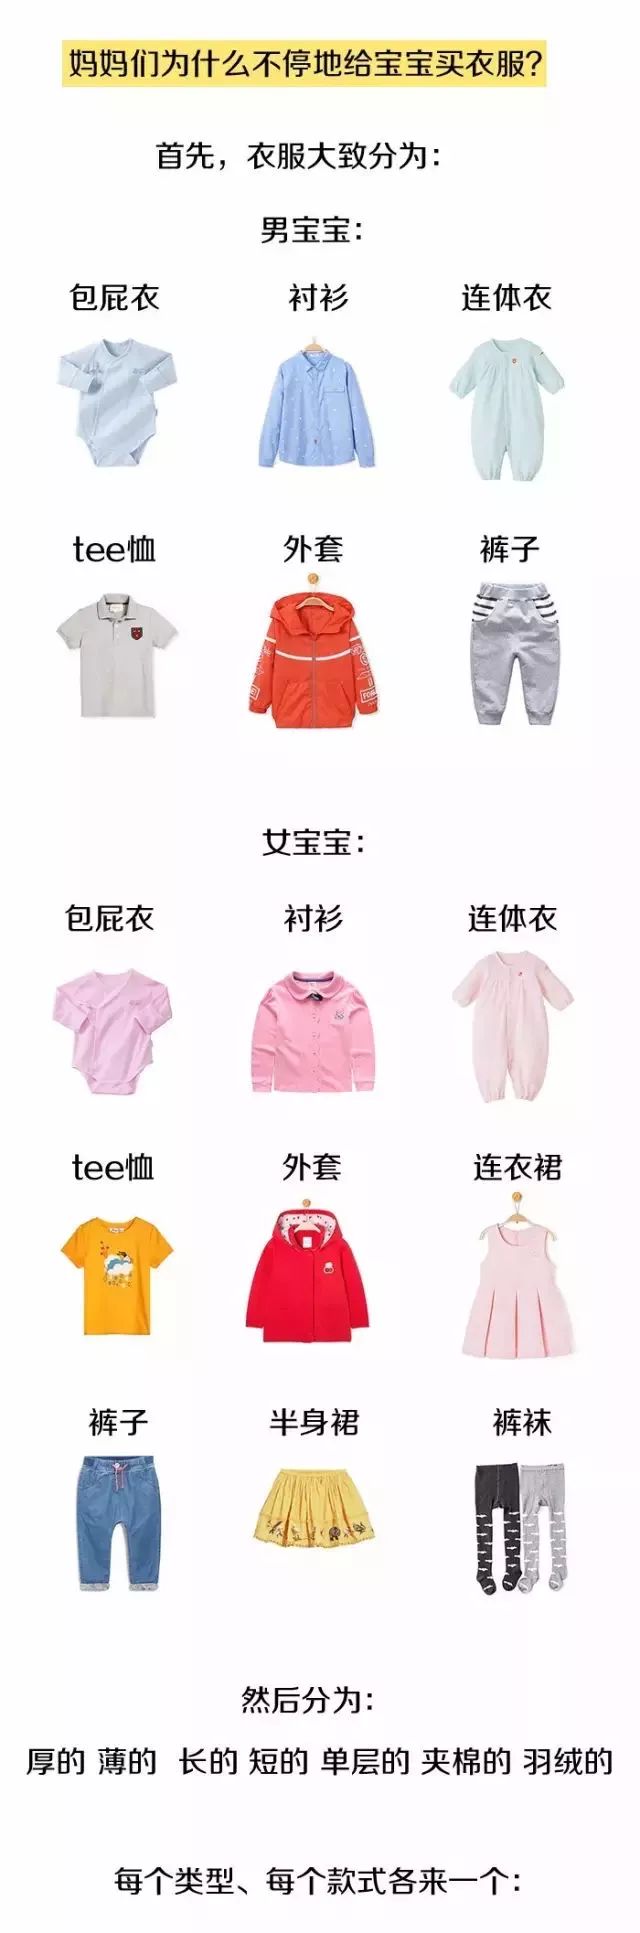 妈妈们为什么不停地给宝宝买衣服?
首先，衣服大致分为：
男宝宝：
包屁衣 衬衫 连体衣
tee恤 外套 裤子
女宝宝：
包屁衣 衬衫 连体衣
tee恤 外套 连衣裙
裤子 半身裙 裤袜
然后分为：
厚的 薄的 长的 短的 单层的 夹棉的 羽绒的
每个类型、每个款式各来一个：